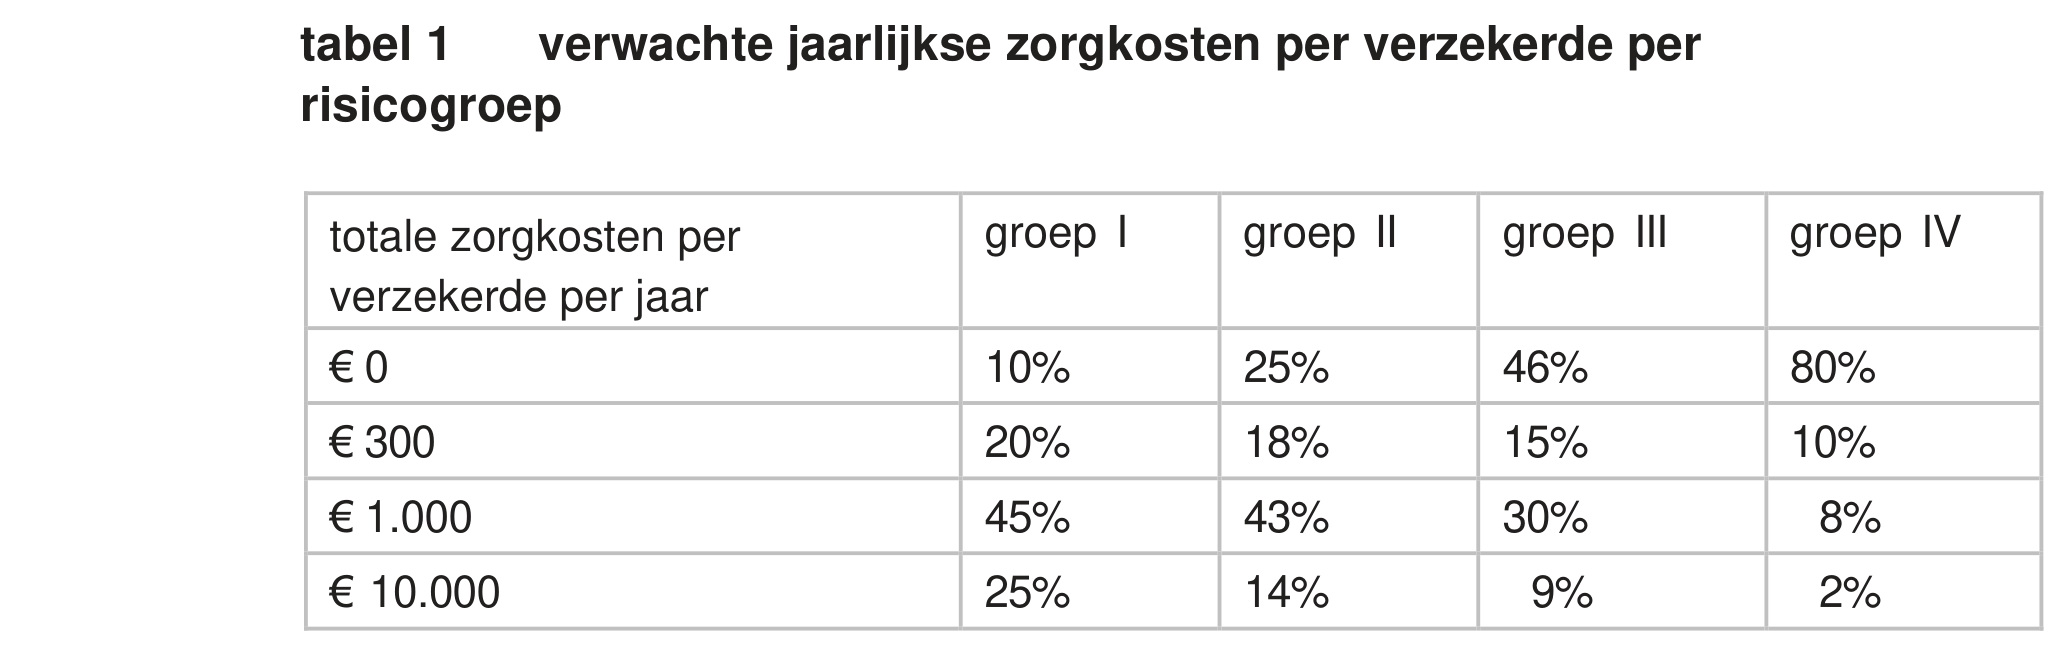 tabel 1 verwachte jaarlijkse zorgkosten per verzekerde per
risicogroep
totale zorgkosten per
verzekerde per jaar
groep I
groep II
groep III
groep IV
€ 0 10% 25% 46% 80%
€ 300 20% 18% 15% 10%
€ 1.000 45% 43% 30% 8%
€ 10.000 25% 14% 9% 2%